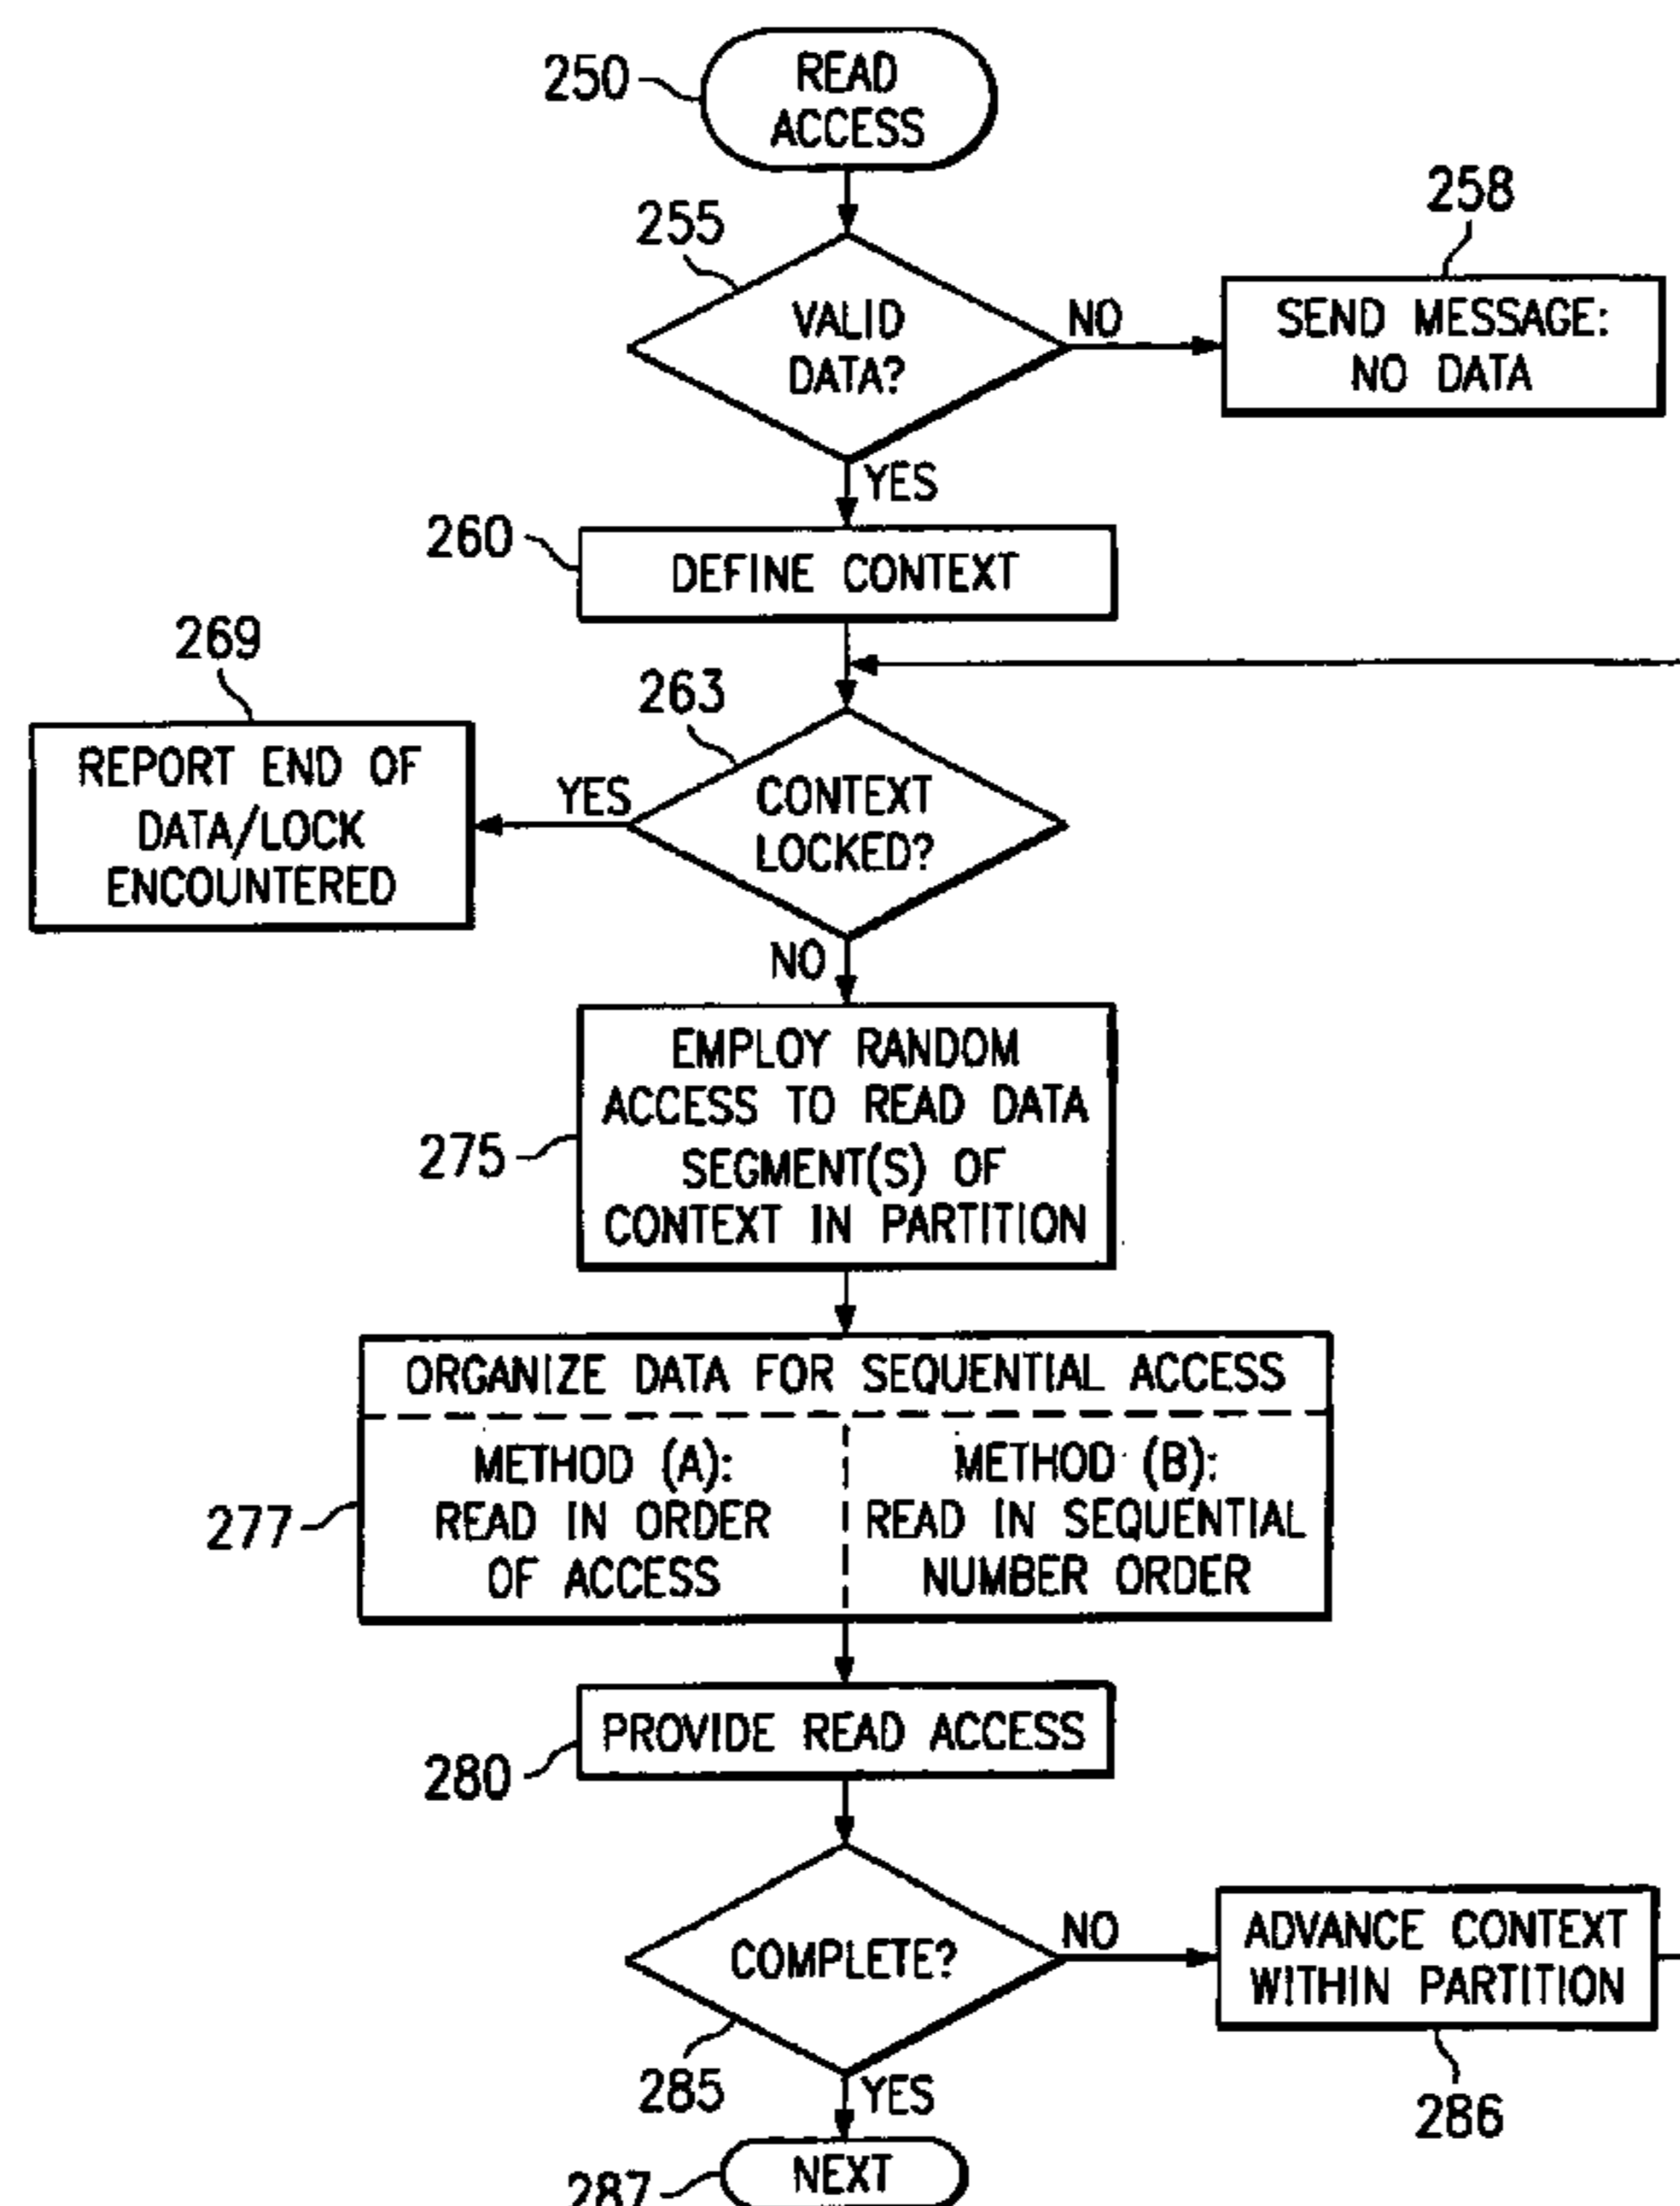 250
READ
ACCESS
255
VALID
DATA?
NO
258
SEND MESSAGE:
NO DATA
YES
260
DEFINE CONTEXT
269
REPORT END OF
DATA/LOCK
ENCOUNTERED
YES
263
CONTEXT
LOCKED?
NO
275
EMPLOY RANDOM
ACCESS TO READ DATA
SEGMENT(S) OF
CONTEXT IN PARTITION
277
ORGANIZE DATA FOR SEQUENTIAL ACCESS
METHOD (A):
READ IN ORDER
OF ACCESS
METHOD (B):
READ IN SEQUENTIAL
NUMBER ORDER
280
PROVIDE READ ACCESS
COMPLETE?
285
NO
ADVANCE CONTEXT
WITHIN PARTITION
286
YES
287
NEXT